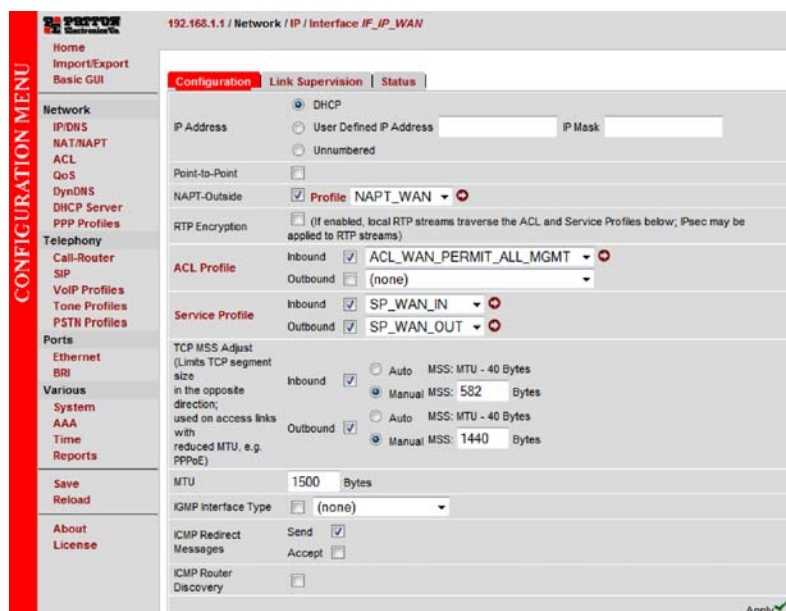 PATTON
Electronics Co.
192.168.1.1 / Network / IP / Interface IF_IP_WAN
CONFIGURATION MENU
Home
Import/Export
Basic GUI
Network
IP/DNS
NAT/NAPT
ACL
QoS
DynDNS
DHCP Server
PPP Profiles
Telephony
Call-Router
SIP
VoIP Profiles
Tone Profiles
PSTN Profiles
Ports
Ethernet
BRI
Various
System
AAA
Time
Reports
Save
Reload
About
License
Configuration Link Supervision Status
IP Address
DHCP
User Defined IP Address IP Mask
Unnumbered
Point-to-Point
NAPT-Outside Profile NAPT_WAN
RTP Encryption
(If enabled, local RTP streams traverse the ACL and Service Profiles below; IPsec may be
applied to RTP streams)
ACL Profile
Inbound ACL_WAN_PERMIT_ALL_MGMT
Outbound (none)
Service Profile
Inbound SP_WAN_IN
Outbound SP_WAN_OUT
TCP MSS Adjust
(Limits TCP segment
size
in the opposite
direction;
used on access links
with
reduced MTU, e.g.
PPPoE)
Inbound
Auto MSS: MTU - 40 Bytes
Manual MSS: 582 Bytes
Outbound
Auto MSS: MTU - 40 Bytes
Manual MSS: 1440 Bytes
MTU 1500 Bytes
IGMP Interface Type (none)
ICMP Redirect
Messages
Send
Accept
ICMP Router
Discovery
Apply